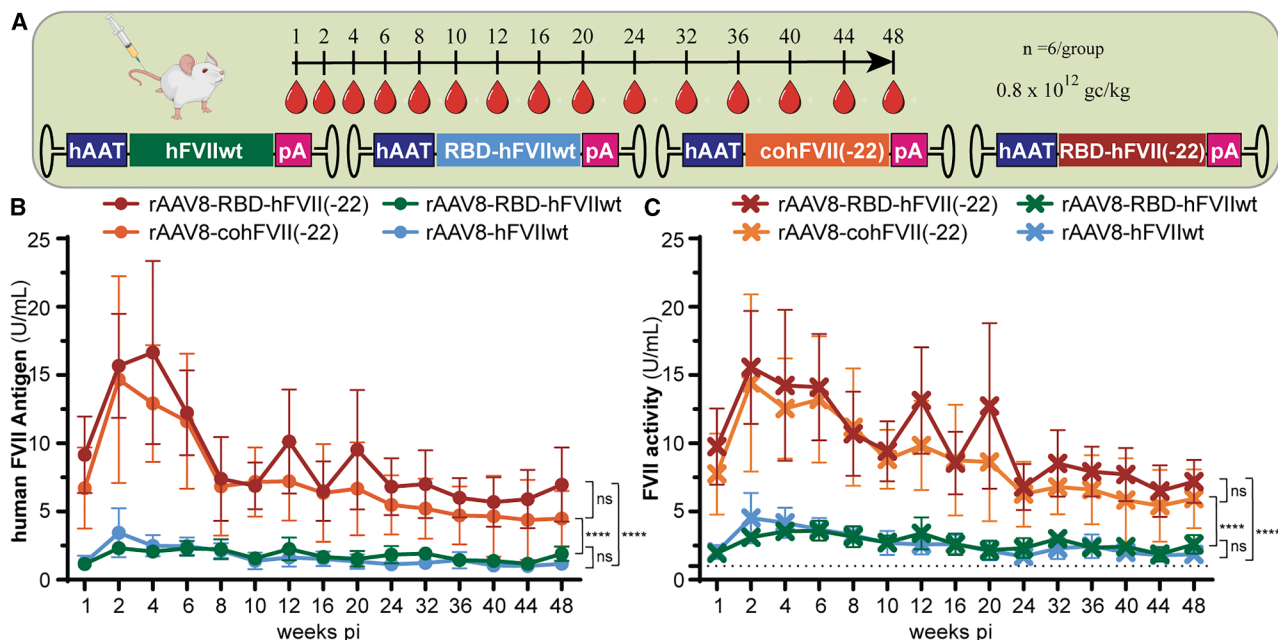 A
1 2 4 6 8 10 12 16 20 24 32 36 40 44 48
n =6/group
0.8 x 10¹² gc/kg
hAAT hFVIIwt pA hAAT RBD-hFVIIwt pA hAAT cohFVII(-22) pA hAAT RBD-hFVII(-22) pA
B
rAAV8-RBD-hFVII(-22) rAAV8-RBD-hFVIIwt
rAAV8-cohFVII(-22) rAAV8-hFVIIwt
human FVII Antigen (U/mL)
25
20
15
10
5
0
ns
****
ns
****
1 2 4 6 8 10 12 16 20 24 32 36 40 44 48
weeks pi
C
rAAV8-RBD-hFVII(-22) rAAV8-RBD-hFVIIwt
rAAV8-cohFVII(-22) rAAV8-hFVIIwt
FVII activity (U/mL)
25
20
15
10
5
0
ns
****
ns
****
1 2 4 6 8 10 12 16 20 24 32 36 40 44 48
weeks pi